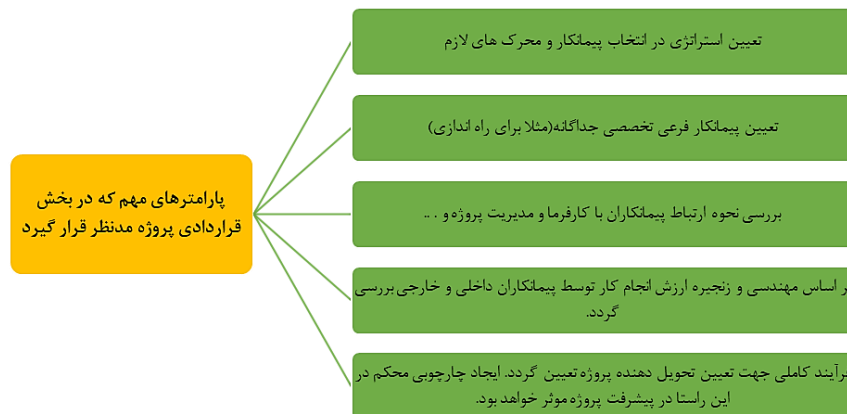 پارامترهای مهم که در بخش
قراردادی پروژه مدنظر قرار گیرد
تعیین استراتژی در انتخاب پیمانکار و محرک های لازم
تعیین پیمانکار فرعی تخصصی جداگانه(مثلا برای راه اندازی)
بررسی نحوه ارتباط پیمانکاران با کارفرما و مدیریت پروژه و . ..
ر اساس مهندسی و زنجیره ارزش انجام کار توسط پیمانکاران داخلی و خارجی بررسی
گردد.
رآیند کاملی جهت تعیین تحویل دهنده پروژه تعیین گردد. ایجاد چارچوبی محکم در
این راستا در پیشرفت پروژه موثر خواهد بود.